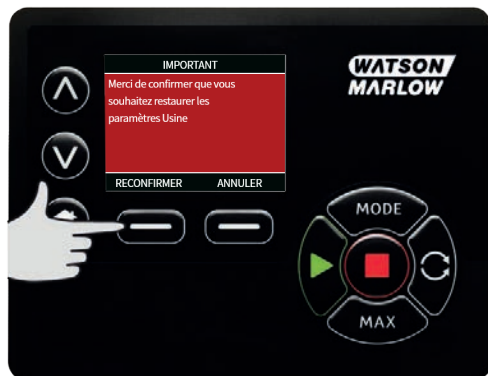 IMPORTANT
Merci de confirmer que vous
souhaitez restaurer les
paramètres Usine
RECONFIRMER ANNULER
WATSON
MARLOW
MODE
MAX